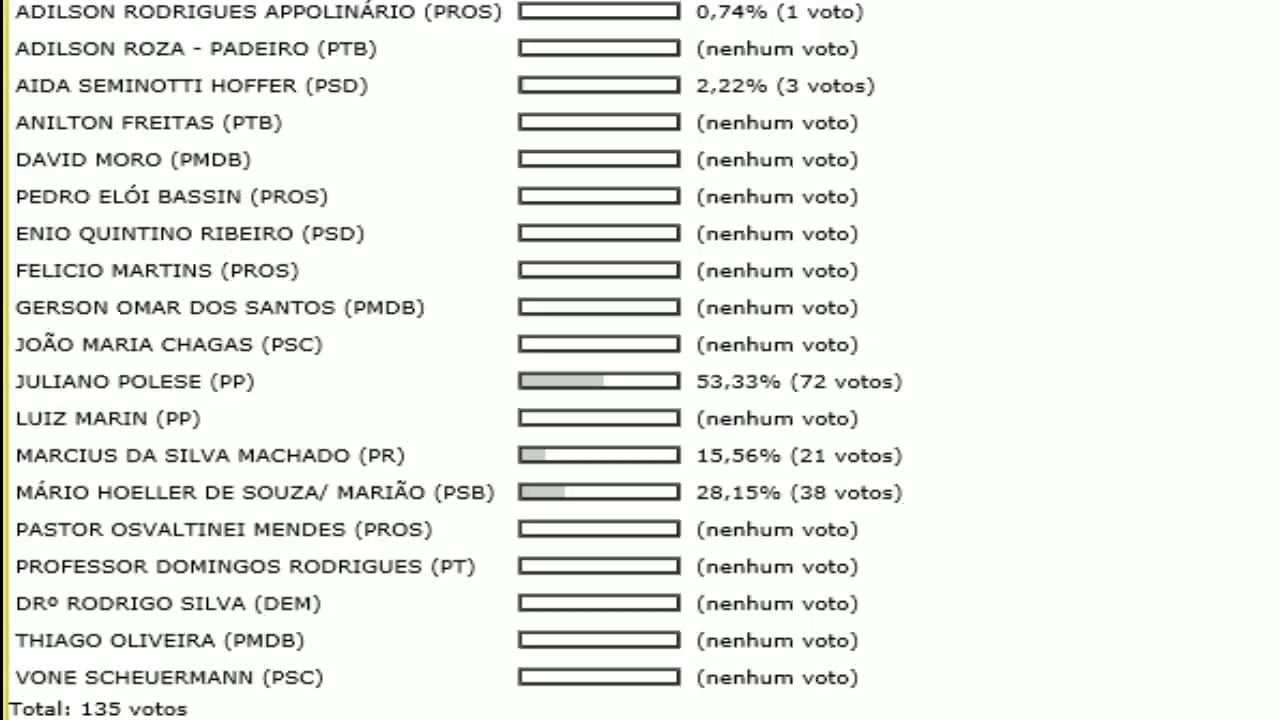 ADILSON RODRIGUES APPOLINÁRIO (PROS) 0,74% (1 voto)
ADILSON ROZA - PADEIRO (PTB) (nenhum voto)
AIDA SEMINOTTI HOFFER (PSD) 2,22% (3 votos)
ANILTON FREITAS (PTB) (nenhum voto)
DAVID MORO (PMDB) (nenhum voto)
PEDRO ELÓI BASSIN (PROS) (nenhum voto)
ENIO QUINTINO RIBEIRO (PSD) (nenhum voto)
FELICIO MARTINS (PROS) (nenhum voto)
GERSON OMAR DOS SANTOS (PMDB) (nenhum voto)
JOÃO MARIA CHAGAS (PSC) (nenhum voto)
JULIANO POLESE (PP) 53,33% (72 votos)
LUIZ MARIN (PP) (nenhum voto)
MARCIUS DA SILVA MACHADO (PR) 15,56% (21 votos)
MÁRIO HOELLER DE SOUZA/ MARIÃO (PSB) 28,15% (38 votos)
PASTOR OSVALTINEI MENDES (PROS) (nenhum voto)
PROFESSOR DOMINGOS RODRIGUES (PT) (nenhum voto)
DRº RODRIGO SILVA (DEM) (nenhum voto)
THIAGO OLIVEIRA (PMDB) (nenhum voto)
VONE SCHEUERMANN (PSC) (nenhum voto)
Total: 135 votos